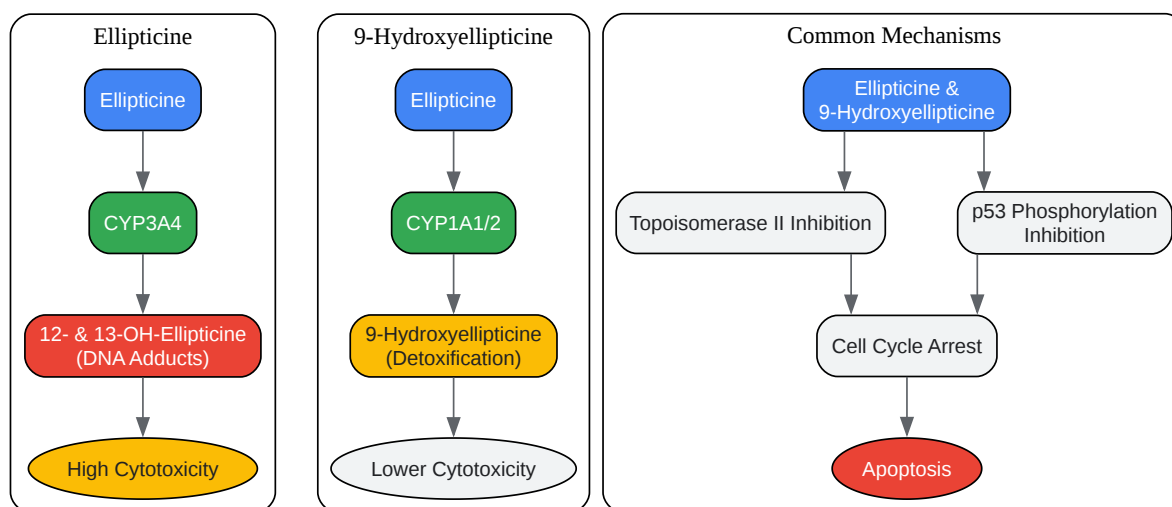 Ellipticine
Ellipticine
CYP3A4
12- & 13-OH-Ellipticine
(DNA Adducts)
High Cytotoxicity
9-Hydroxyellipticine
Ellipticine
CYP1A1/2
9-Hydroxyellipticine
(Detoxification)
Lower Cytotoxicity
Common Mechanisms
Ellipticine &
9-Hydroxyellipticine
Topoisomerase II Inhibition
p53 Phosphorylation
Inhibition
Cell Cycle Arrest
Apoptosis